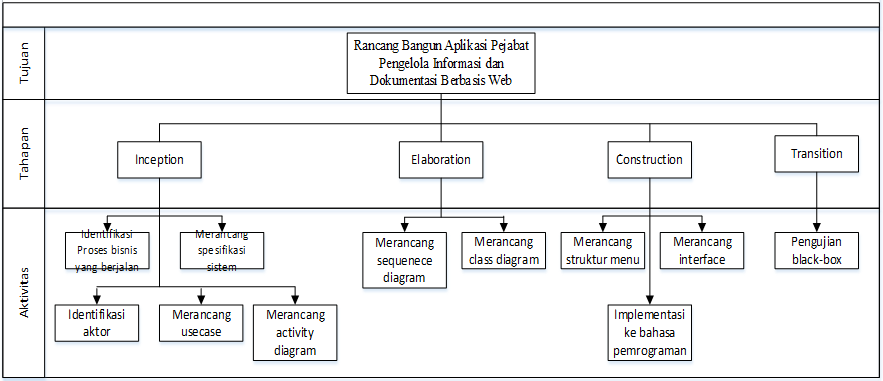 Tujuan
Rancang Bangun Aplikasi Pejabat
Pengelola Informasi dan
Dokumentasi Berbasis Web
Tahapan
Inception
Elaboration
Construction
Transition
Aktivitas
Identifikasi
Proses bisnis
yang berjalan
Merancang
spesifikasi
sistem
Merancang
sequenece
diagram
Merancang
class diagram
Merancang
struktur menu
Merancang
interface
Pengujian
black-box
Identifikasi
aktor
Merancang
usecase
Merancang
activity
diagram
Implementasi
ke bahasa
pemrograman